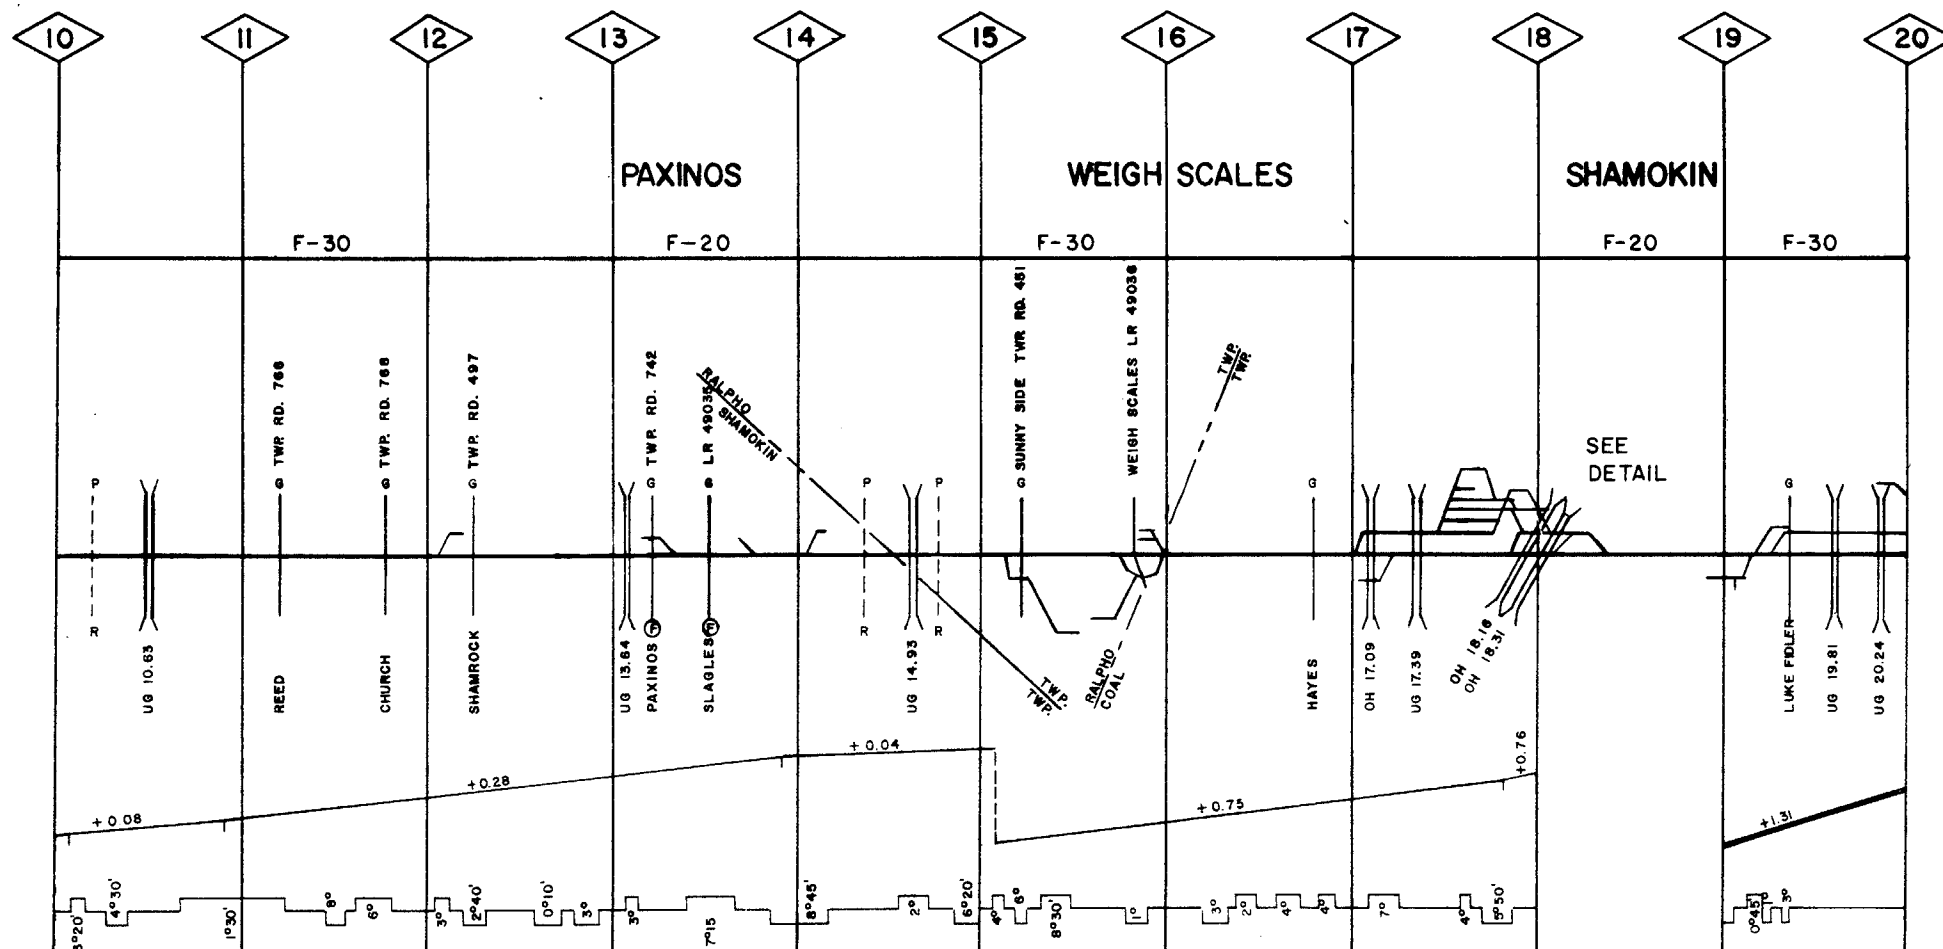 10 11 12 13 14 15 16 17 18 19 20
PAXINOS WEIGH SCALES SHAMOKIN
F-30 F-20 F-30 F-20 F-30
P
R
UG 10.63
G TWP. RD. 766
REED
G TWP. RD. 768
CHURCH
G TWP. RD. 497
SHAMROCK
UG 13.64
G TWP. RD. 742
PAXINOS
F
G LR 49035
SLAGLES
F
RALPHO
SHAMOKIN
TWP.
TWP.
P
R
UG 14.93
P
R
G SUNNY SIDE TWP. RD. 451
WEIGH SCALES LR 49036
TWP.
TWP.
RALPHO
COAL
G
HAYES
OH 17.09
UG 17.39
OH 18.16
OH 18.31
SEE
DETAIL
G
LUKE FIDLER
UG 19.81
UG 20.24
+0.08
+0.28
+0.04
+0.75
+0.76
+1.31
4°30'
1°30'
8°
6°
3°
2°40'
0°10'
3°
3°
7°15
8°45'
2°
6°20'
4°
6°
8°30'
1°
3°
2°
4°
4°
7°
4°
5°50'
0°45'
3°